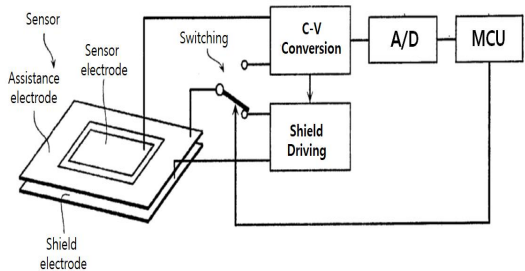 Sensor
Sensor
electrode
Assistance
electrode
Switching
C-V
Conversion
A/D
MCU
Shield
Driving
Shield
electrode